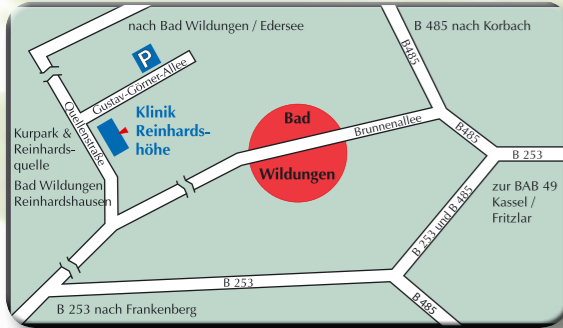 nach Bad Wildungen / Edersee
B 485 nach Korbach
B485
P
Gustav-Görner-Allee
Klinik
Reinhards-
höhe
Quellenstraße
Kurpark &
Reinhards-
quelle
Bad Wildungen
Reinhardshausen
Bad
Wildungen
Brunnenallee
B485
B 253
zur BAB 49
Kassel /
Fritzlar
B 253 und B 485
B 253
B 253 nach Frankenberg
B 485